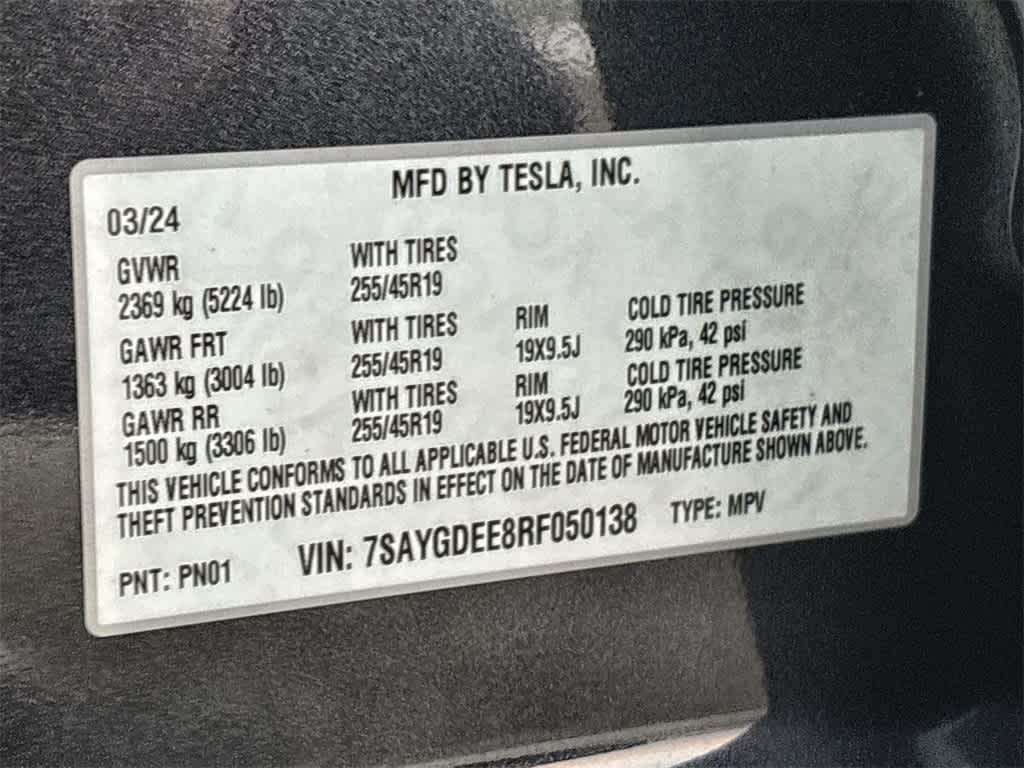 MFD BY TESLA, INC.
03/24
GVWR WITH TIRES
2369 kg (5224 lb) 255/45R19
GAWR FRT WITH TIRES RIM COLD TIRE PRESSURE
1363 kg (3004 lb) 255/45R19 19X9.5J 290 kPa, 42 psi
GAWR RR WITH TIRES RIM COLD TIRE PRESSURE
1500 kg (3306 lb) 255/45R19 19X9.5J 290 kPa, 42 psi
THIS VEHICLE CONFORMS TO ALL APPLICABLE U.S. FEDERAL MOTOR VEHICLE SAFETY AND
THEFT PREVENTION STANDARDS IN EFFECT ON THE DATE OF MANUFACTURE SHOWN ABOVE.
PNT: PN01 VIN: 7SAYGDEE8RF050138 TYPE: MPV